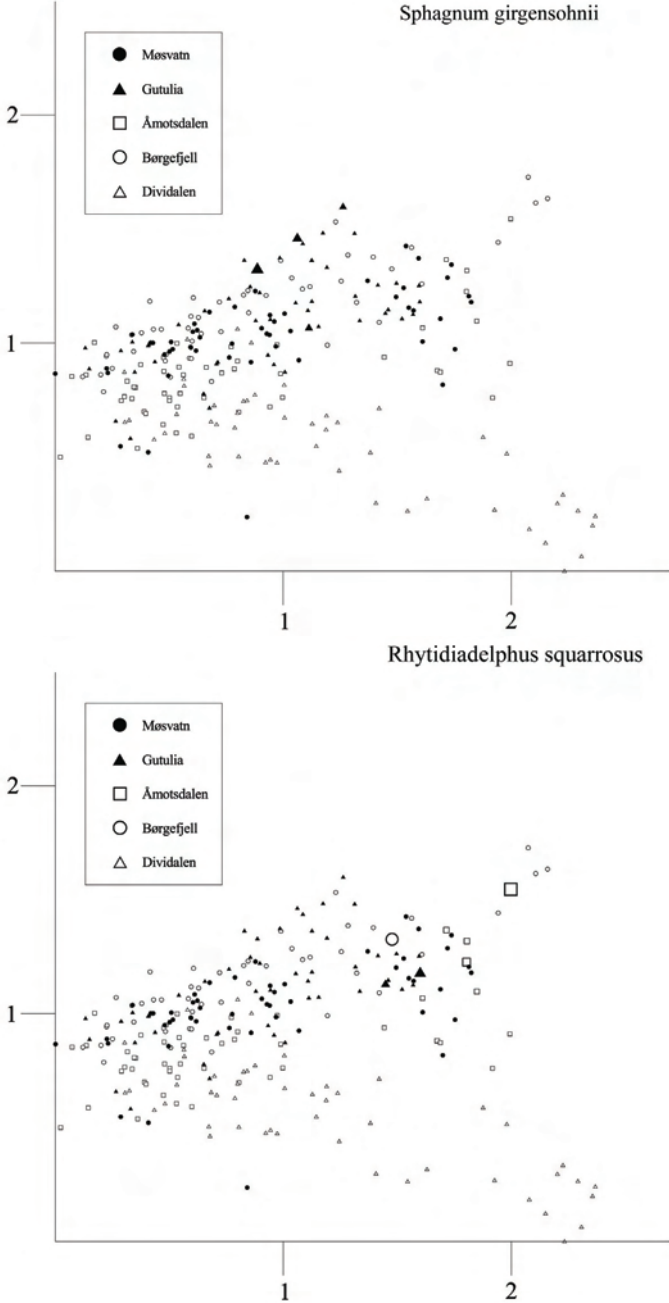 Sphagnum girgensohnii
Møsvatn
Gutulia
Åmotsdalen
Børgefjell
Dividalen
2
1
1
2
Rhytidiadelphus squarrosus
Møsvatn
Gutulia
Åmotsdalen
Børgefjell
Dividalen
2
1
1
2